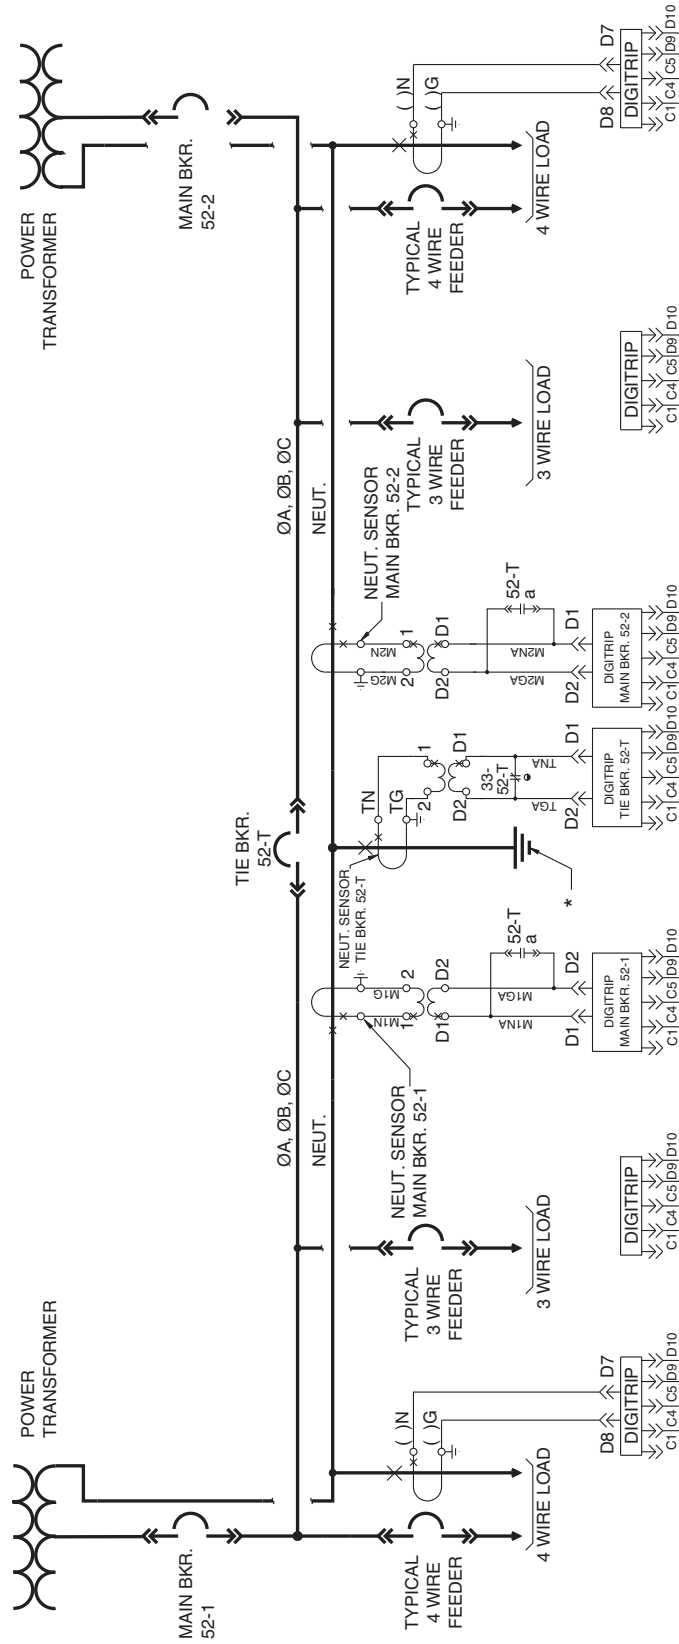 POWER
TRANSFORMER
POWER
TRANSFORMER
MAIN BKR.
52-1
TIE BKR.
52-T
MAIN BKR.
52-2
ØA, ØB, ØC
ØA, ØB, ØC
NEUT.
NEUT.
TYPICAL
4 WIRE
FEEDER
( )N
( )G
4 WIRE LOAD
D8
D7
DIGITRIP
C1
C4
C5
D9
D10
TYPICAL
3 WIRE
FEEDER
3 WIRE LOAD
DIGITRIP
C1
C4
C5
D9
D10
NEUT. SENSOR
MAIN BKR. 52-1
M1N
M1G
1
2
D1
D2
M1NA
M1GA
52-T
a
D1
D2
DIGITRIP
MAIN BKR. 52-1
C1
C4
C5
D9
D10
NEUT. SENSOR
TIE BKR. 52-T
TN
TG
2
1
D2
D1
33-
52-T
TGA
TNA
*
D2
D1
DIGITRIP
TIE BKR. 52-T
C1
C4
C5
D9
D10
NEUT. SENSOR
MAIN BKR. 52-2
M2G
M2N
2
1
D2
D1
M2GA
M2NA
52-T
a
D2
D1
DIGITRIP
MAIN BKR. 52-2
C1
C4
C5
D9
D10
TYPICAL
3 WIRE
FEEDER
3 WIRE LOAD
DIGITRIP
C1
C4
C5
D9
D10
TYPICAL
4 WIRE
FEEDER
( )N
( )G
4 WIRE LOAD
D8
D7
DIGITRIP
C1
C4
C5
D9
D10